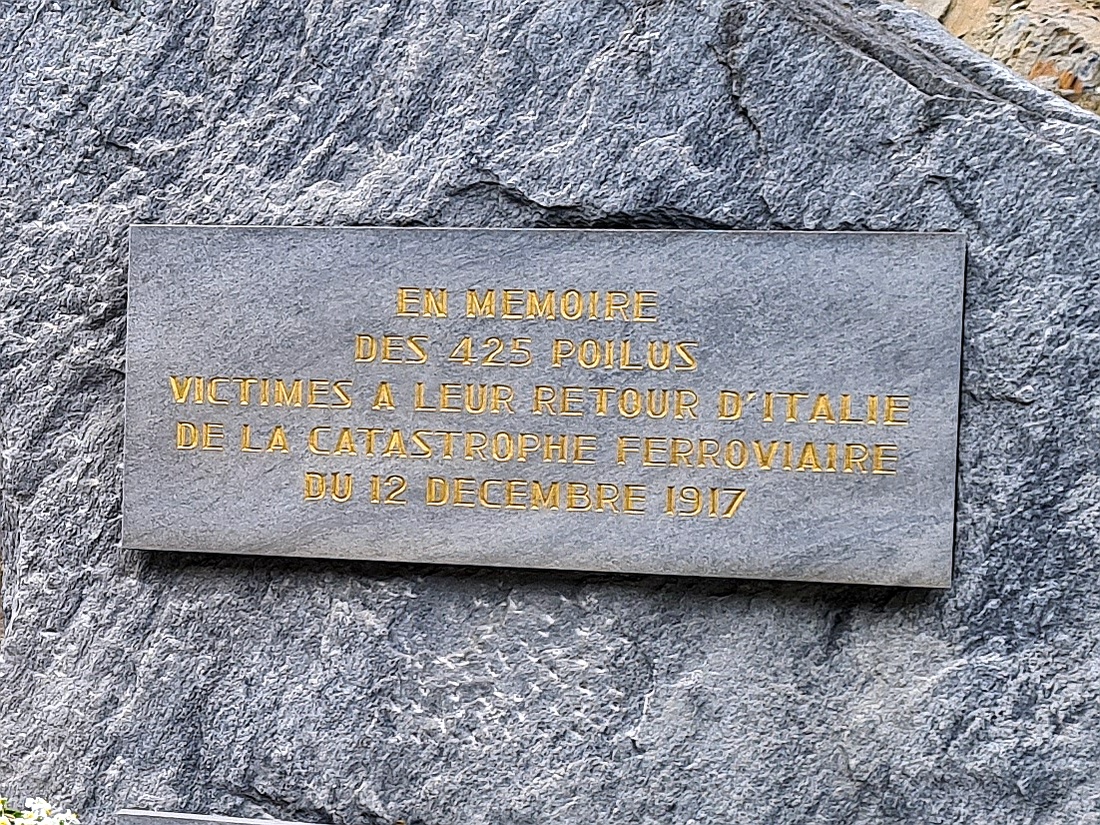 EN MEMOIRE
DES 425 POILUS
VICTIMES A LEUR RETOUR D'ITALIE
DE LA CATASTROPHE FERROVIAIRE
DU 12 DECEMBRE 1917